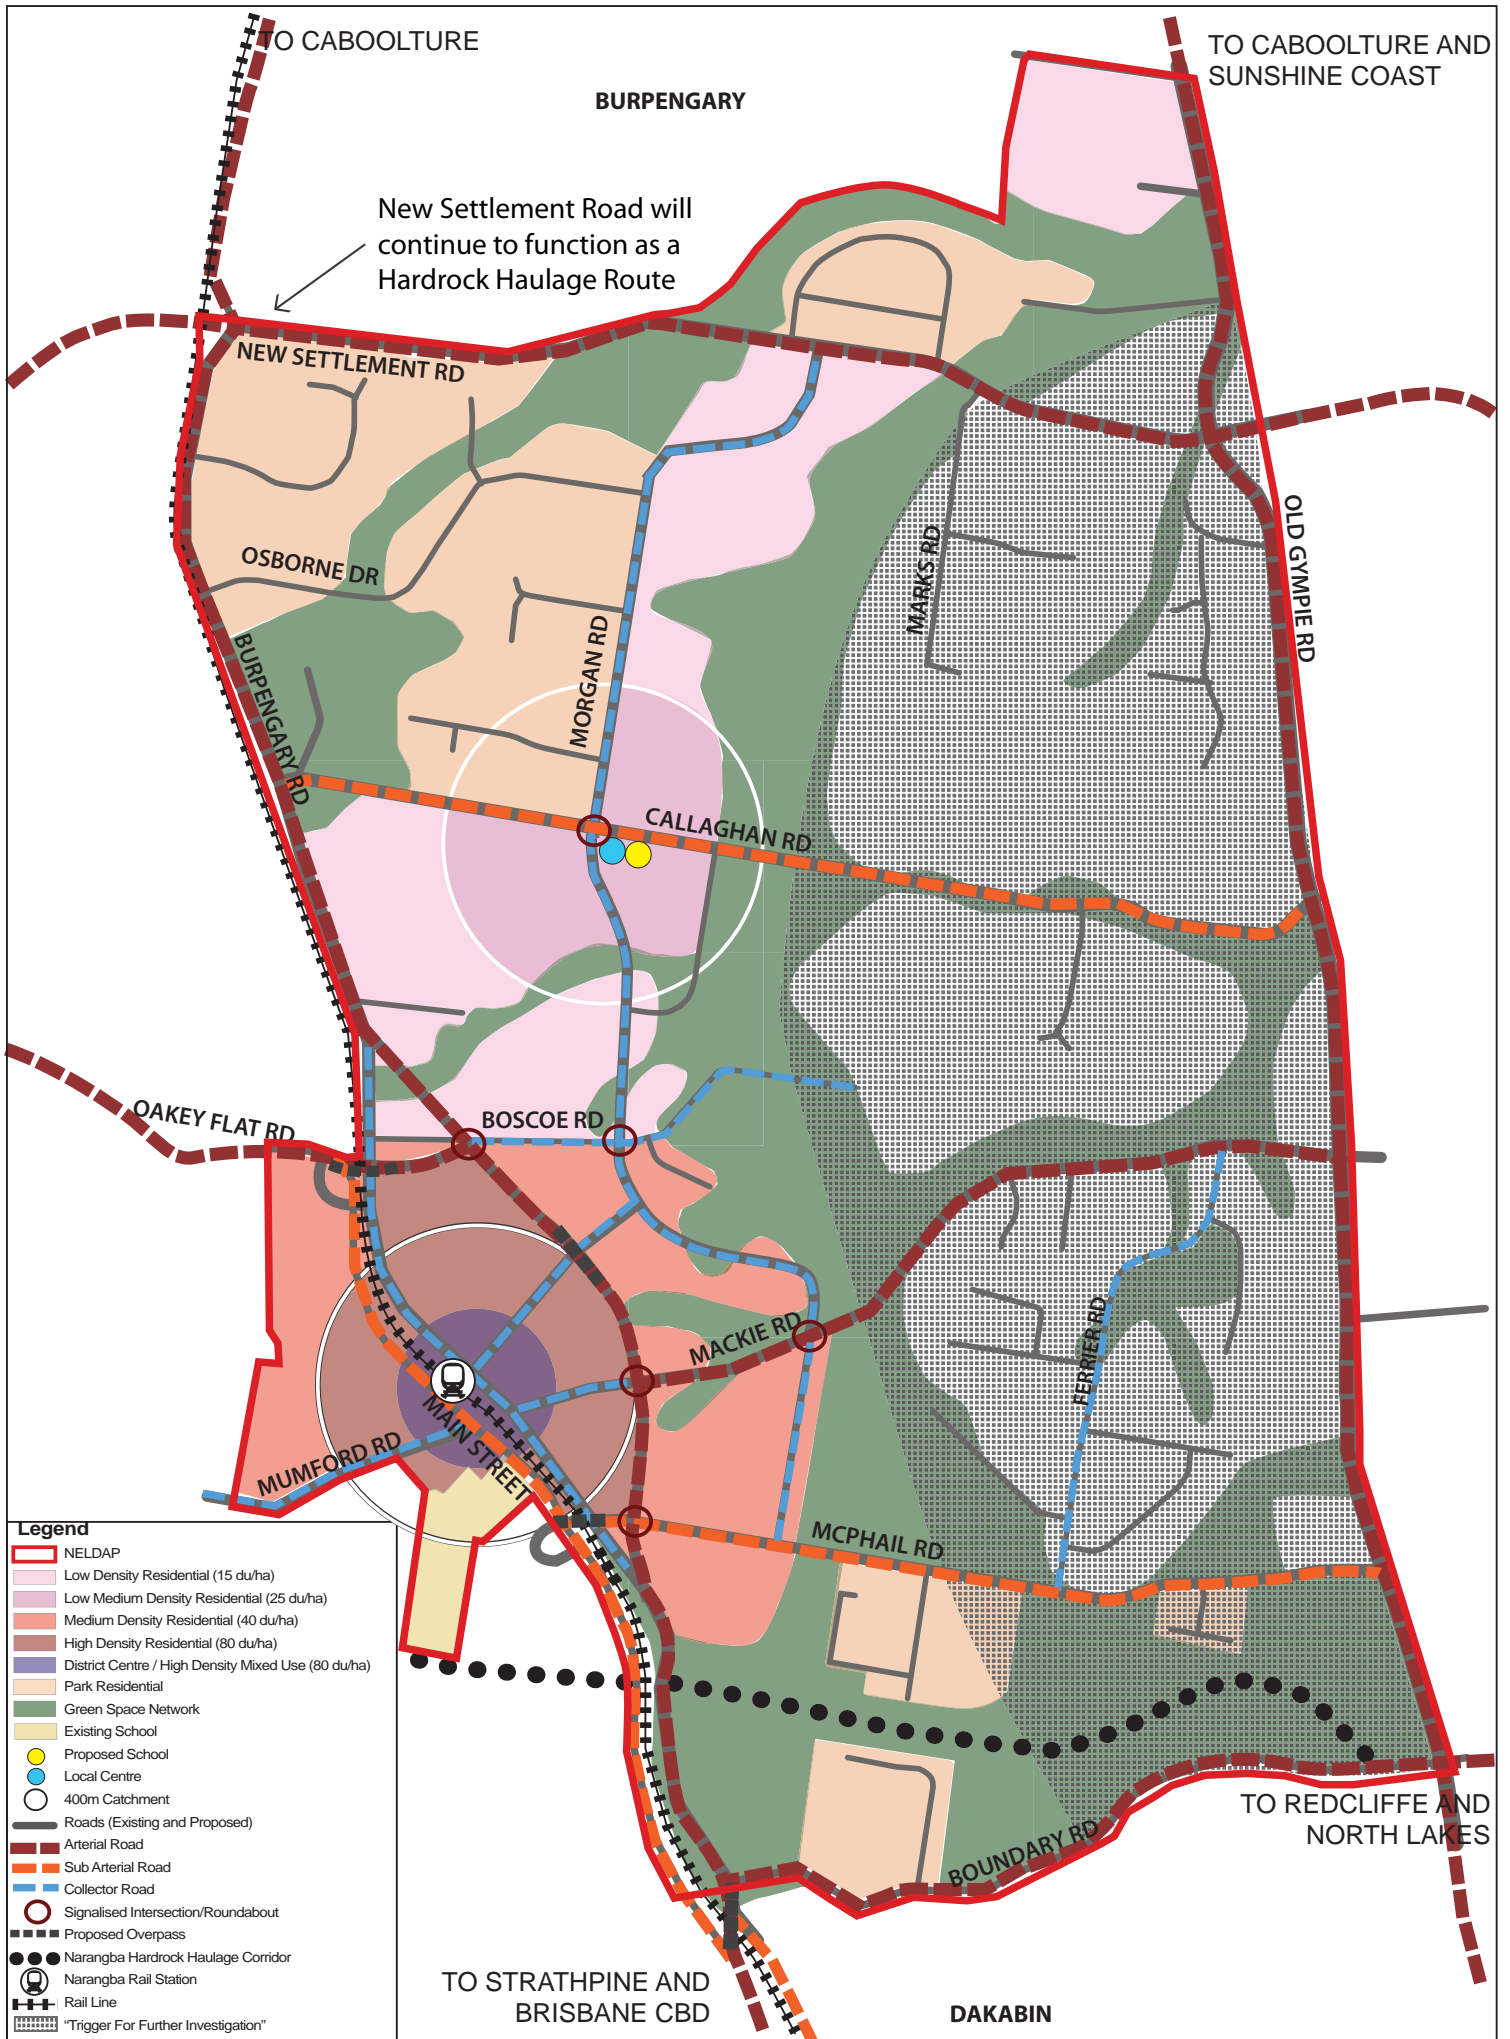 TO CABOOLTURE
TO CABOOLTURE AND
SUNSHINE COAST
BURPENGARY
New Settlement Road will
continue to function as a
Hardrock Haulage Route
NEW SETTLEMENT RD
OSBORNE DR
MARKS RD
OLD GYMPIE RD
BURPENGARY RD
MORGAN RD
CALLAGHAN RD
OAKEY FLAT RD
BOSCOE RD
MACKIE RD
FERRIER RD
MAIN STREET
MUMFORD RD
MCPHAIL RD
BOUNDARY RD
TO REDCLIFFE AND
NORTH LAKES
TO STRATHPINE AND
BRISBANE CBD
DAKABIN
Legend
NELDAP
Low Density Residential (15 du/ha)
Low Medium Density Residential (25 du/ha)
Medium Density Residential (40 du/ha)
High Density Residential (80 du/ha)
District Centre / High Density Mixed Use (80 du/ha)
Park Residential
Green Space Network
Existing School
Proposed School
Local Centre
400m Catchment
Roads (Existing and Proposed)
Arterial Road
Sub Arterial Road
Collector Road
Signalised Intersection/Roundabout
Proposed Overpass
Narangba Hardrock Haulage Corridor
Narangba Rail Station
Rail Line
"Trigger For Further Investigation"